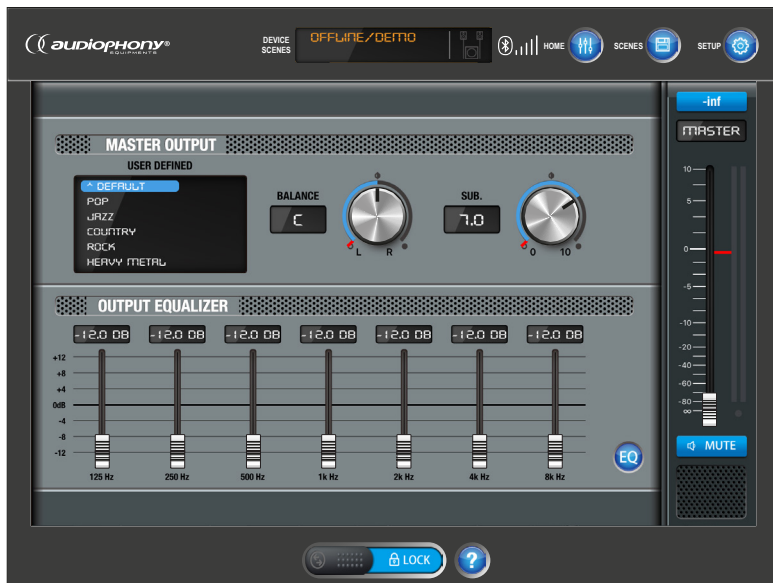 audiophony®
EQUIPMENTS
DEVICE
SCENES
OFFLINE/DEMO
HOME
SCENES
SETUP
-inf
MASTER
MASTER OUTPUT
USER DEFINED
^ DEFAULT
POP
JAZZ
COUNTRY
ROCK
HEAVY METAL
BALANCE
C
L R
SUB.
7.0
0 10
10
5
0
-5
-10
-20
-40
-60
-80
∞
OUTPUT EQUALIZER
-12.0 DB -12.0 DB -12.0 DB -12.0 DB -12.0 DB -12.0 DB -12.0 DB
+12
+8
+4
0dB
-4
-8
-12
125 Hz 250 Hz 500 Hz 1k Hz 2k Hz 4k Hz 8k Hz
EQ
MUTE
LOCK
?